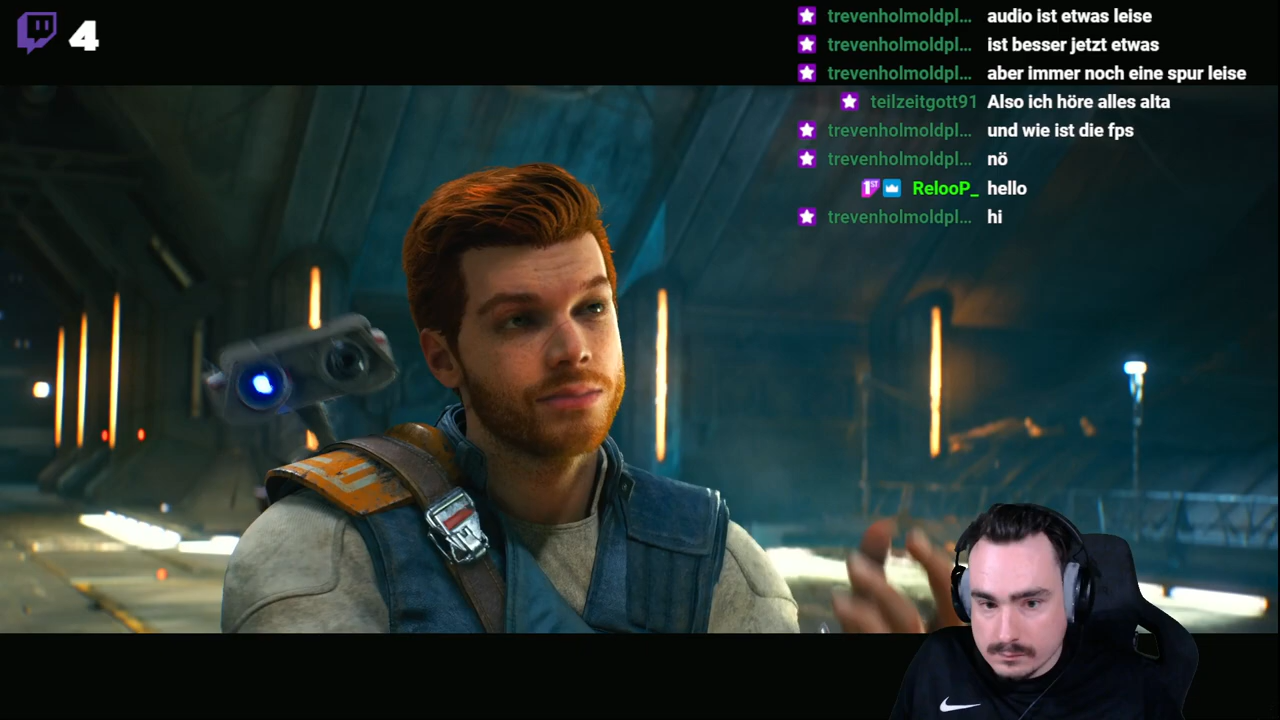 4
trevenholmoldpl... audio ist etwas leise
trevenholmoldpl... ist besser jetzt etwas
trevenholmoldpl... aber immer noch eine spur leise
teilzeitgott91 Also ich höre alles alta
trevenholmoldpl... und wie ist die fps
trevenholmoldpl... nö
1ST RelooP_ hello
trevenholmoldpl... hi